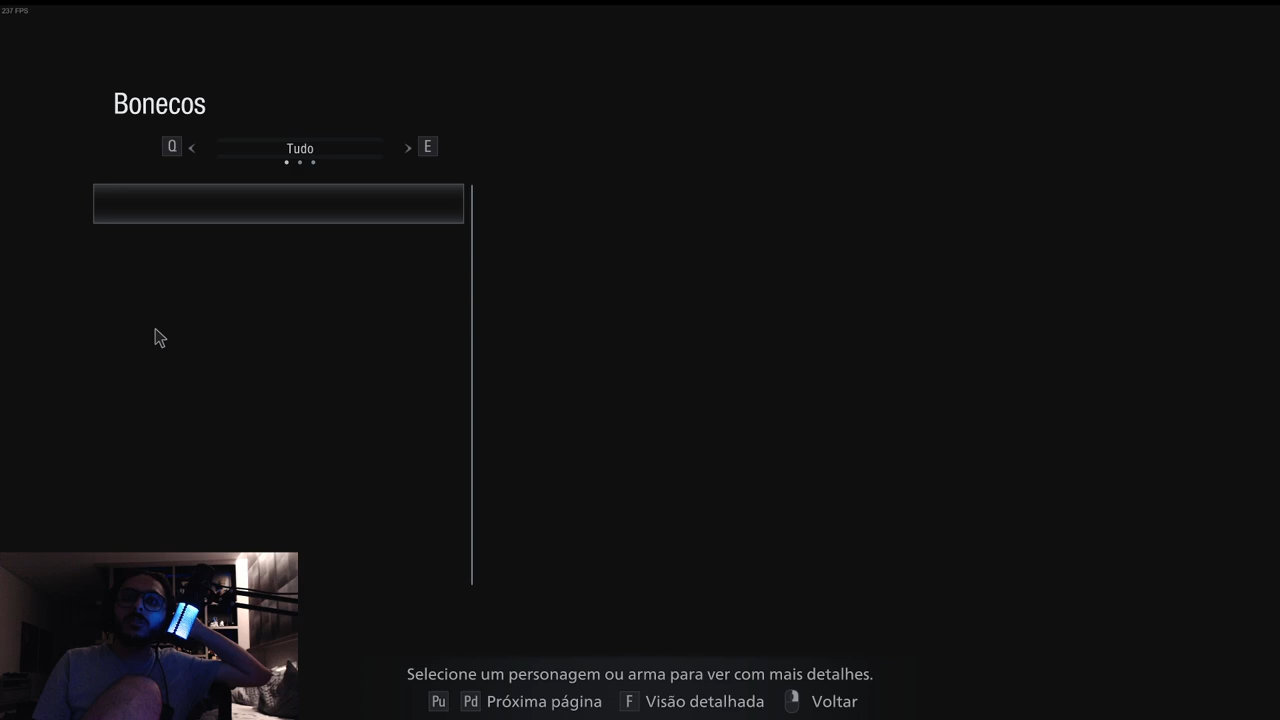 237 FPS
Bonecos
Q Tudo E
Selecione um personagem ou arma para ver com mais detalhes.
Pu Pd Próxima página F Visão detalhada Voltar